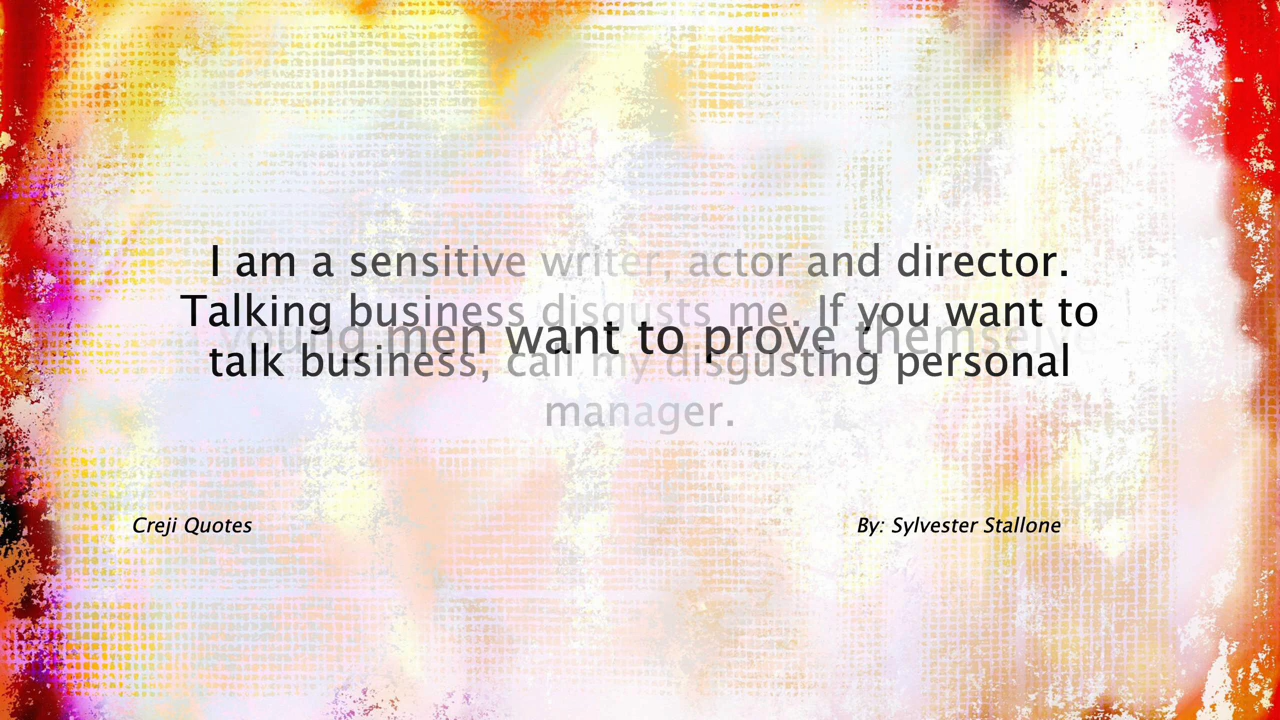 I am a sensitive writer, actor and director.
Talking business disgusts me. If you want to
young men want to prove themselv
talk business, call my disgusting personal
manager.
Creji Quotes
By: Sylvester Stallone